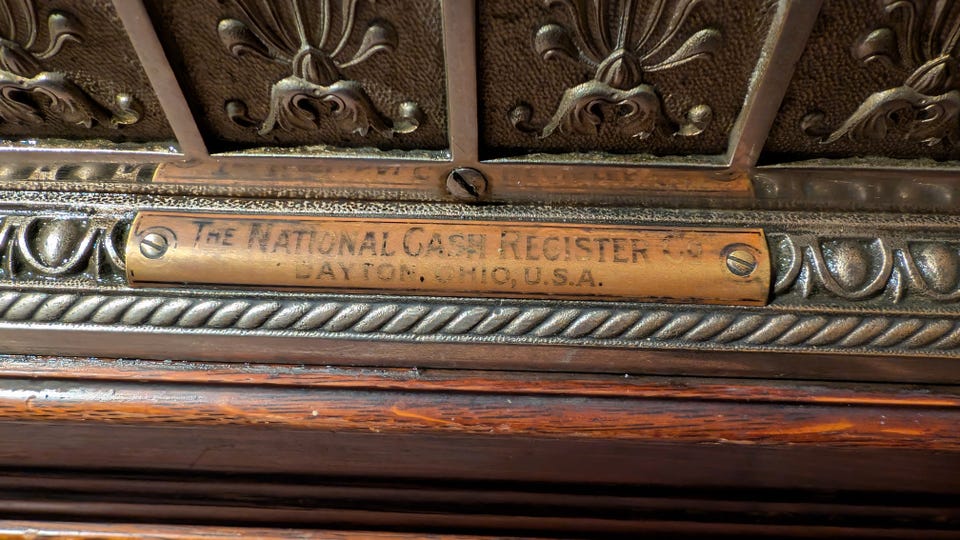 THE NATIONAL CASH REGISTER CO
DAYTON, OHIO, U.S.A.